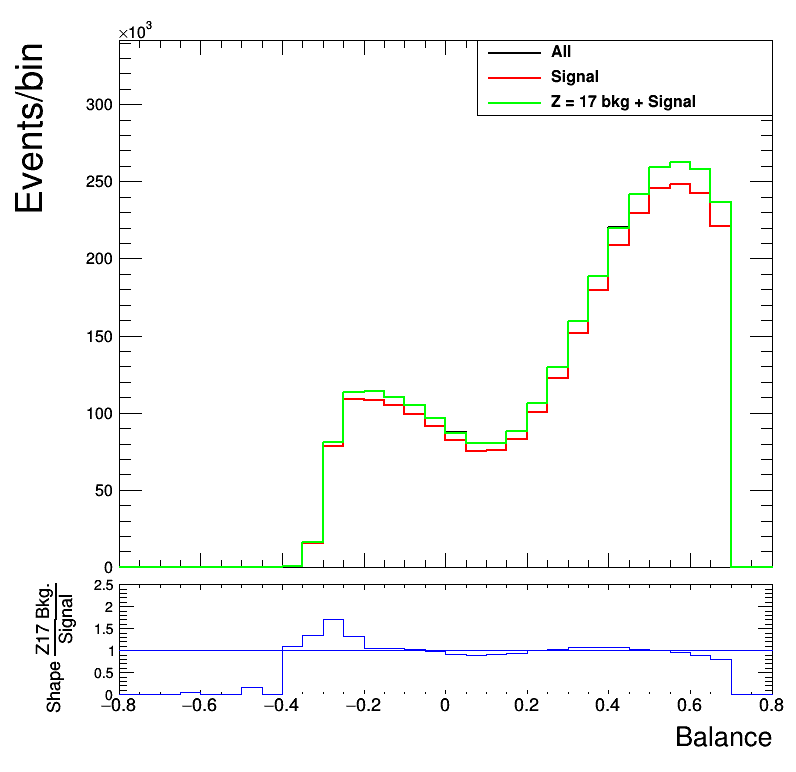 ×10³
Events/bin
All
Signal
Z = 17 bkg + Signal
300
250
200
150
100
50
0
Shape Z17 Bkg. / Signal
2.5
2
1.5
1
0.5
0
−0.8 −0.6 −0.4 −0.2 0 0.2 0.4 0.6 0.8
Balance